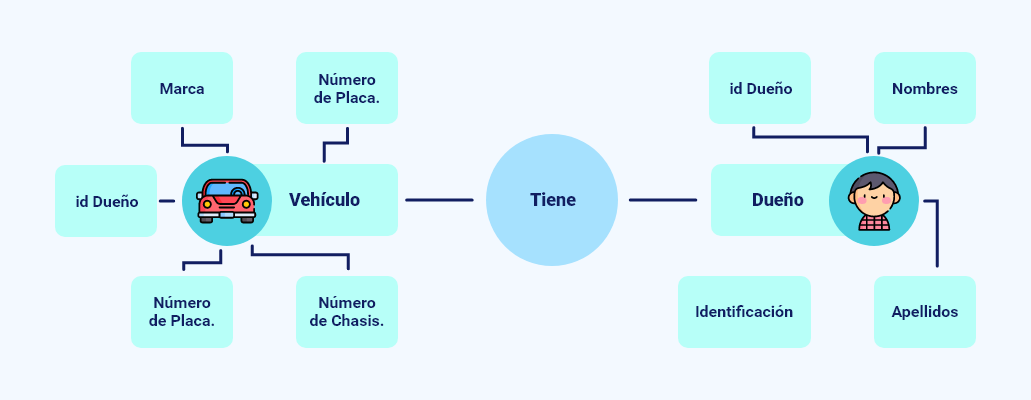 Marca
Número
de Placa.
id Dueño
Nombres
id Dueño
Vehículo
Tiene
Dueño
Número
de Placa.
Número
de Chasis.
Identificación
Apellidos